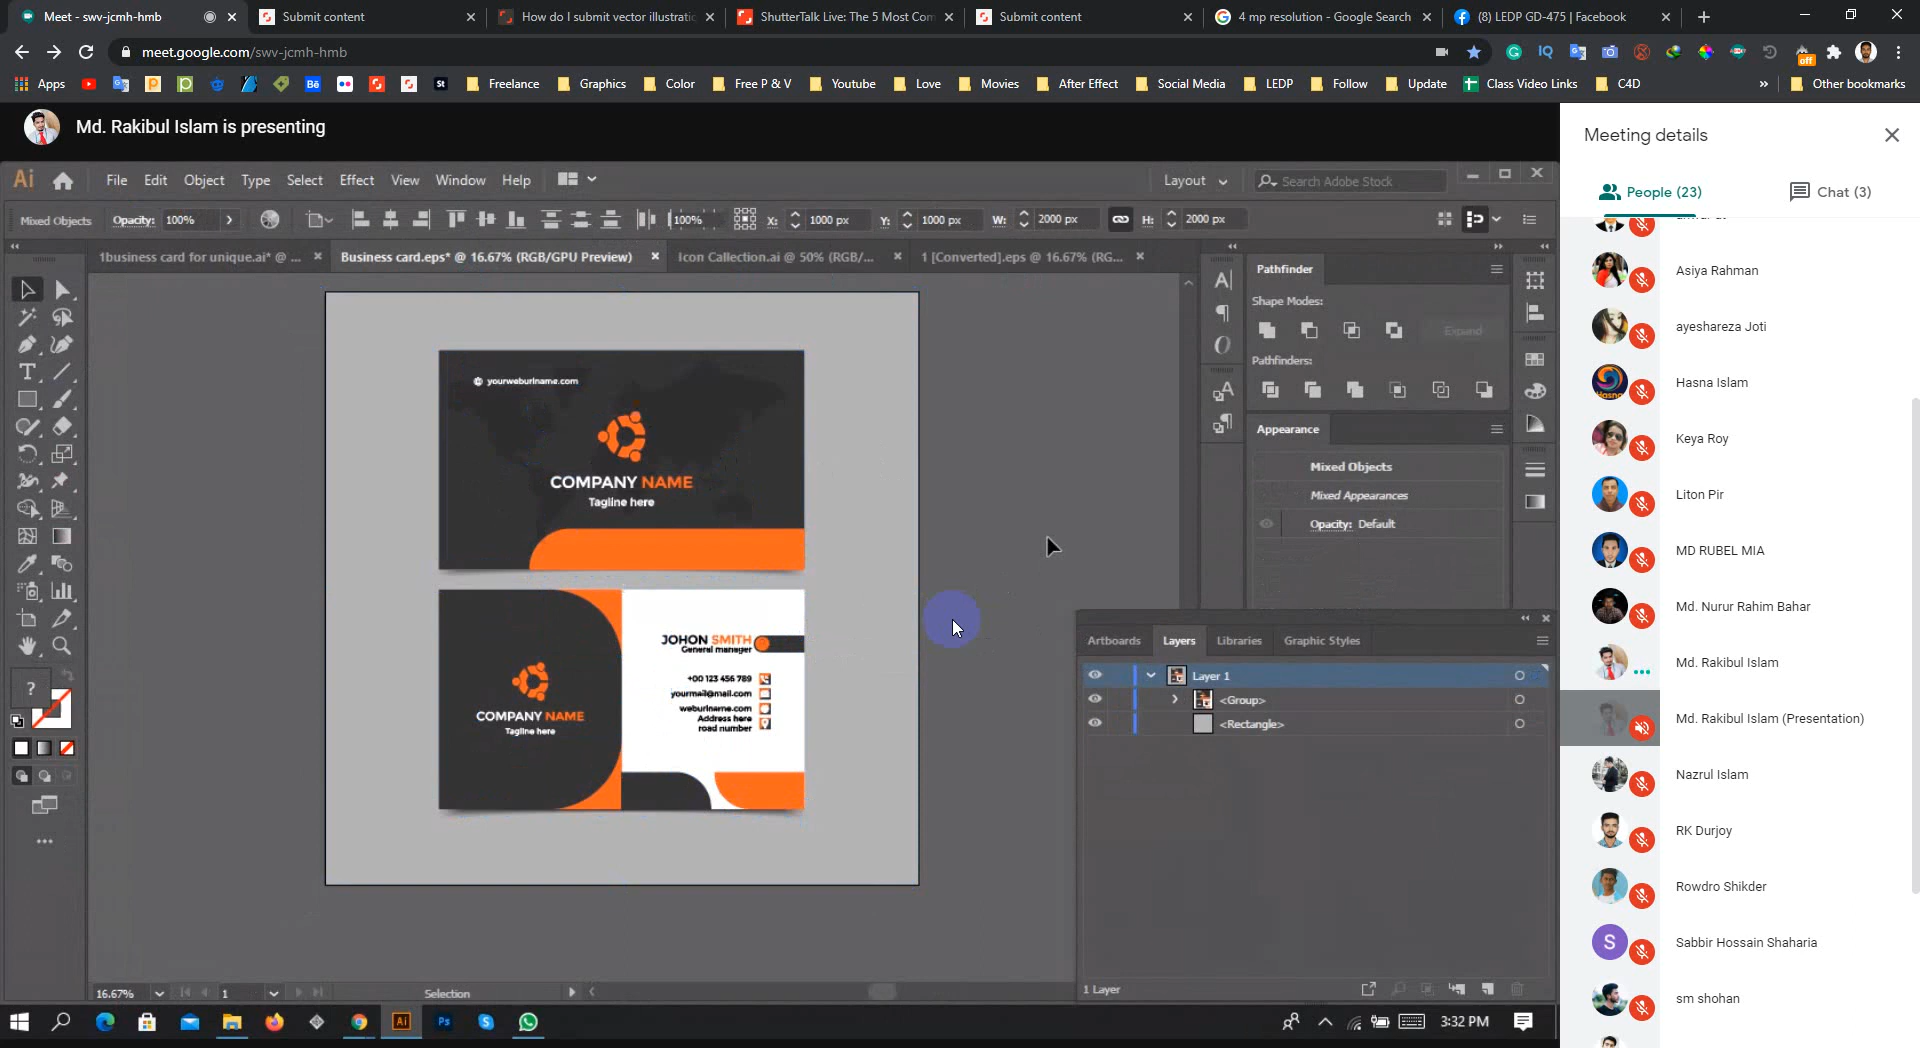 Meet - swv-jcmh-hmb
Submit content
How do I submit vector illustratio
ShutterTalk Live: The 5 Most Com
Submit content
4 mp resolution - Google Search
(8) LEDP GD-475 | Facebook
meet.google.com/swv-jcmh-hmb
Apps
Freelance
Graphics
Color
Free P & V
Youtube
Love
Movies
After Effect
Social Media
LEDP
Follow
Update
Class Video Links
C4D
Other bookmarks
Md. Rakibul Islam is presenting
Ai
File
Edit
Object
Type
Select
Effect
View
Window
Help
Layout
Search Adobe Stock
Mixed Objects
Opacity:
100%
100%
X:
1000 px
Y:
1000 px
W:
2000 px
H:
2000 px
1business card for unique.ai* @ ...
Business card.eps* @ 16.67% (RGB/GPU Preview)
Icon Collection.ai @ 50% (RGB/...
1 [Converted].eps @ 16.67% (RG...
yourweburlname.com
COMPANY NAME
Tagline here
COMPANY NAME
Tagline here
JOHON SMITH
General manager
+00 123 456 789
yourmail@mail.com
weburlname.com
Address here
road number
Pathfinder
Shape Modes:
Expand
Pathfinders:
Appearance
Mixed Objects
Mixed Appearances
Opacity: Default
Artboards
Layers
Libraries
Graphic Styles
Layer 1
<Group>
<Rectangle>
1 Layer
16.67%
1
Selection
3:32 PM
Meeting details
People (23)
Chat (3)
Asiya Rahman
ayeshareza Joti
Hasna Islam
Keya Roy
Liton Pir
MD RUBEL MIA
Md. Nurur Rahim Bahar
Md. Rakibul Islam
Md. Rakibul Islam (Presentation)
Nazrul Islam
RK Durjoy
Rowdro Shikder
S
Sabbir Hossain Shaharia
sm shohan